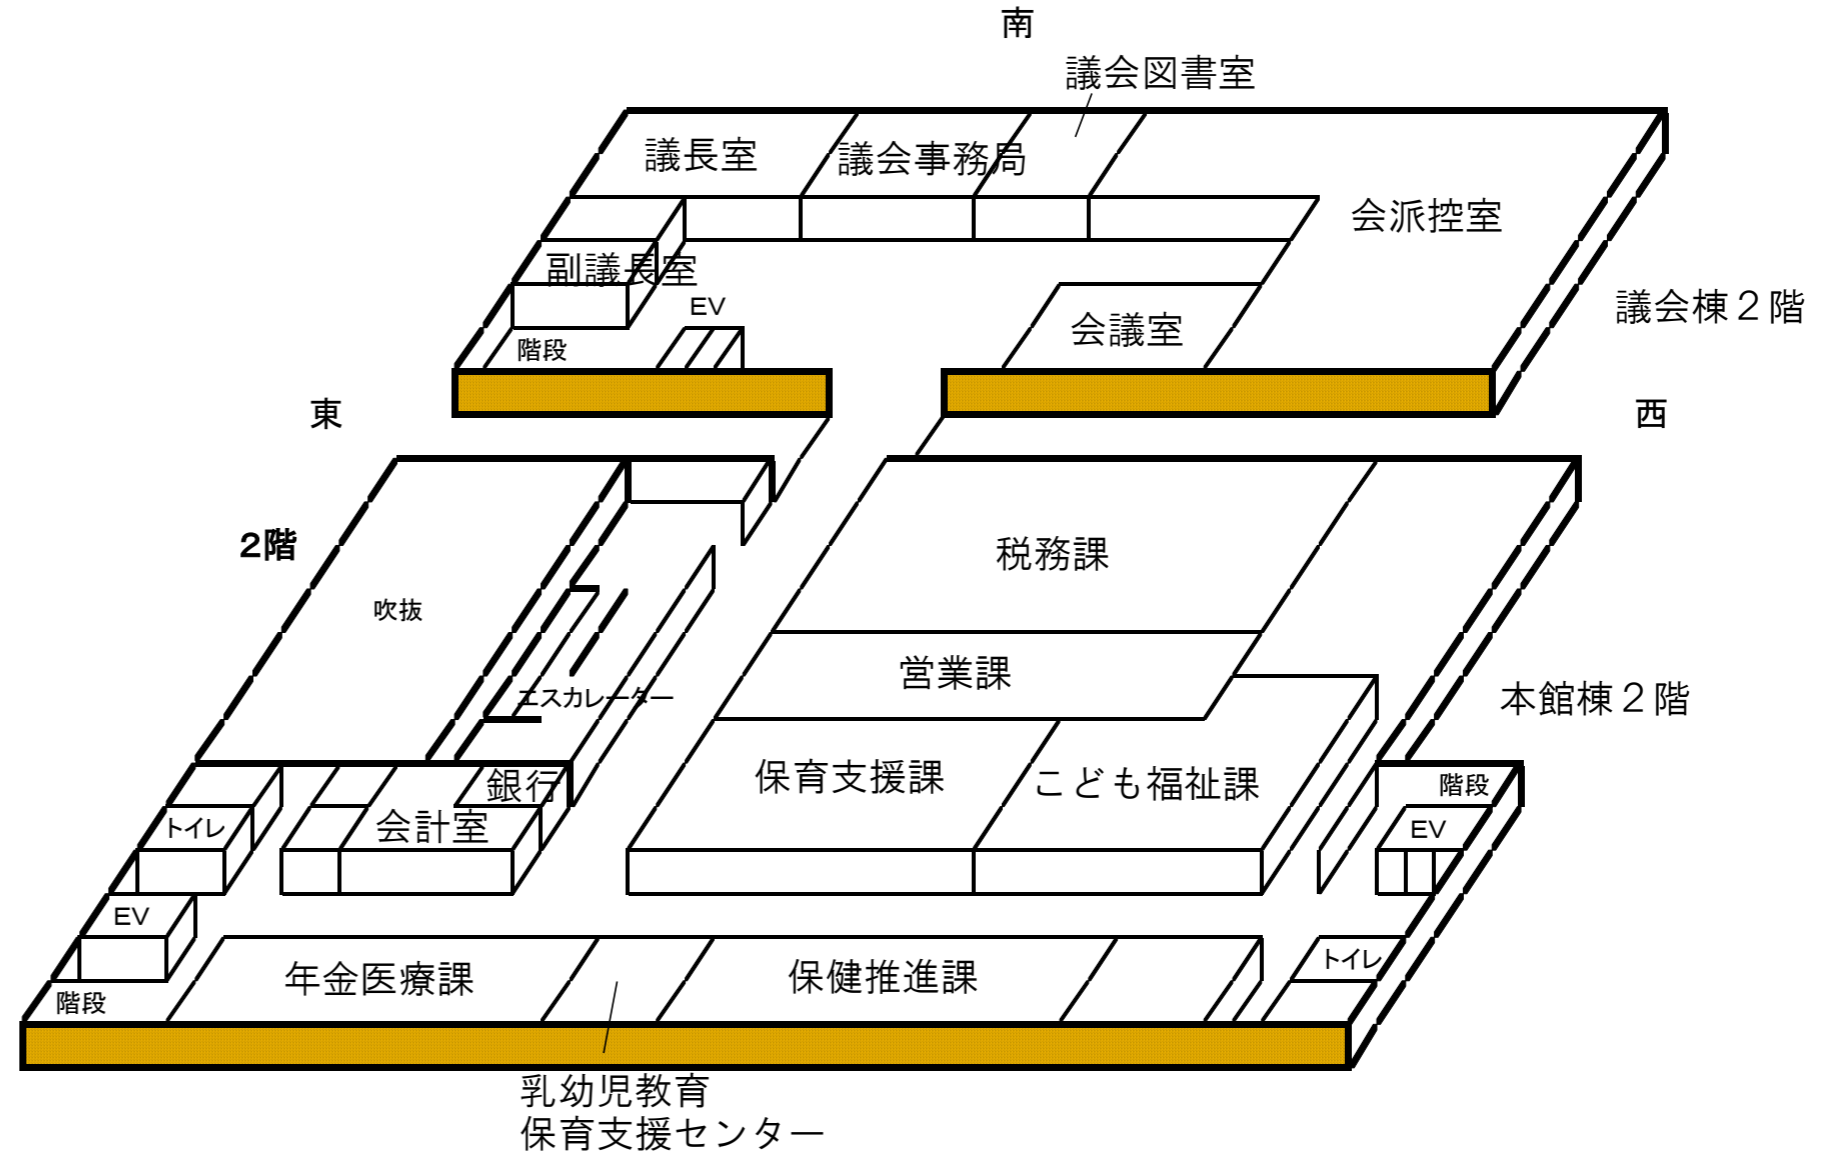 南
議会図書室
議長室
議会事務局
会派控室
副議長室
EV
階段
会議室
議会棟２階
東
西
２階
吹抜
税務課
エスカレーター
営業課
本館棟２階
銀行
保育支援課
こども福祉課
階段
トイレ
会計室
EV
EV
トイレ
年金医療課
保健推進課
階段
乳幼児教育
保育支援センター